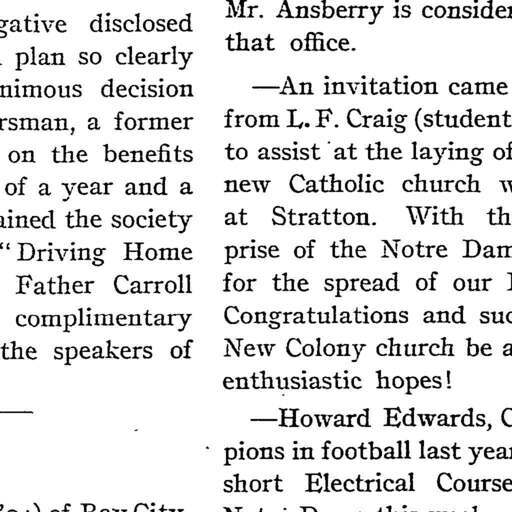 gative disclosed
plan so clearly
nimous decision
rsman, a former
on the benefits
of a year and a
ained the society
"Driving Home
Father Carroll
complimentary
the speakers of
of Bay City
Mr. Ansberry is consider
that office.
—An invitation came
from L. F. Craig (student
to assist at the laying of
new Catholic church w
at Stratton. With th
prise of the Notre Dam
for the spread of our
Congratulations and suc
New Colony church be a
enthusiastic hopes!
—Howard Edwards, C
pions in football last year
short Electrical Course